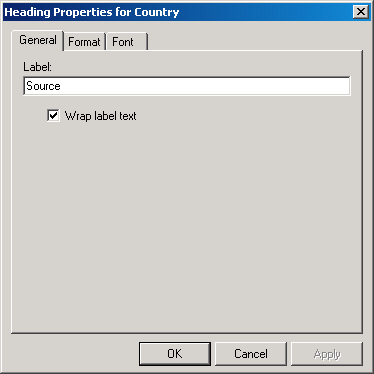 Heading Properties for Country
General Format Font
Label:
Source
Wrap label text
OK Cancel Apply